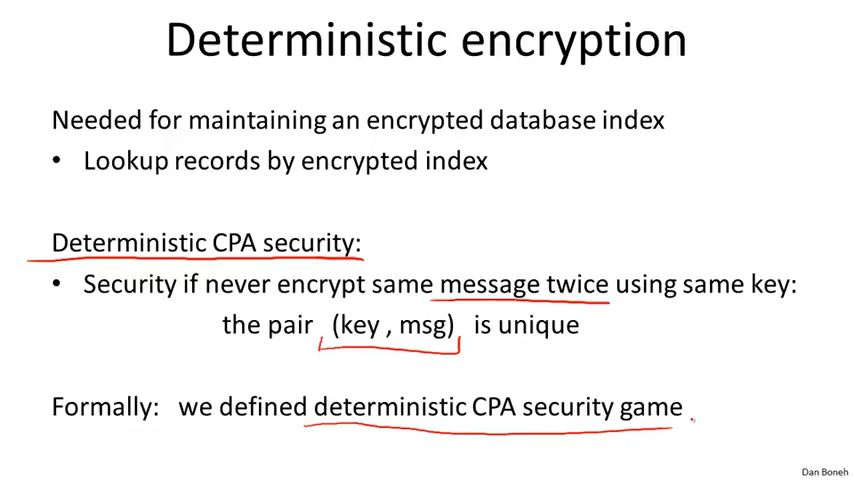 Deterministic encryption
Needed for maintaining an encrypted database index
• Lookup records by encrypted index
Deterministic CPA security:
• Security if never encrypt same message twice using same key:
the pair (key , msg) is unique
Formally: we defined deterministic CPA security game
Dan Boneh